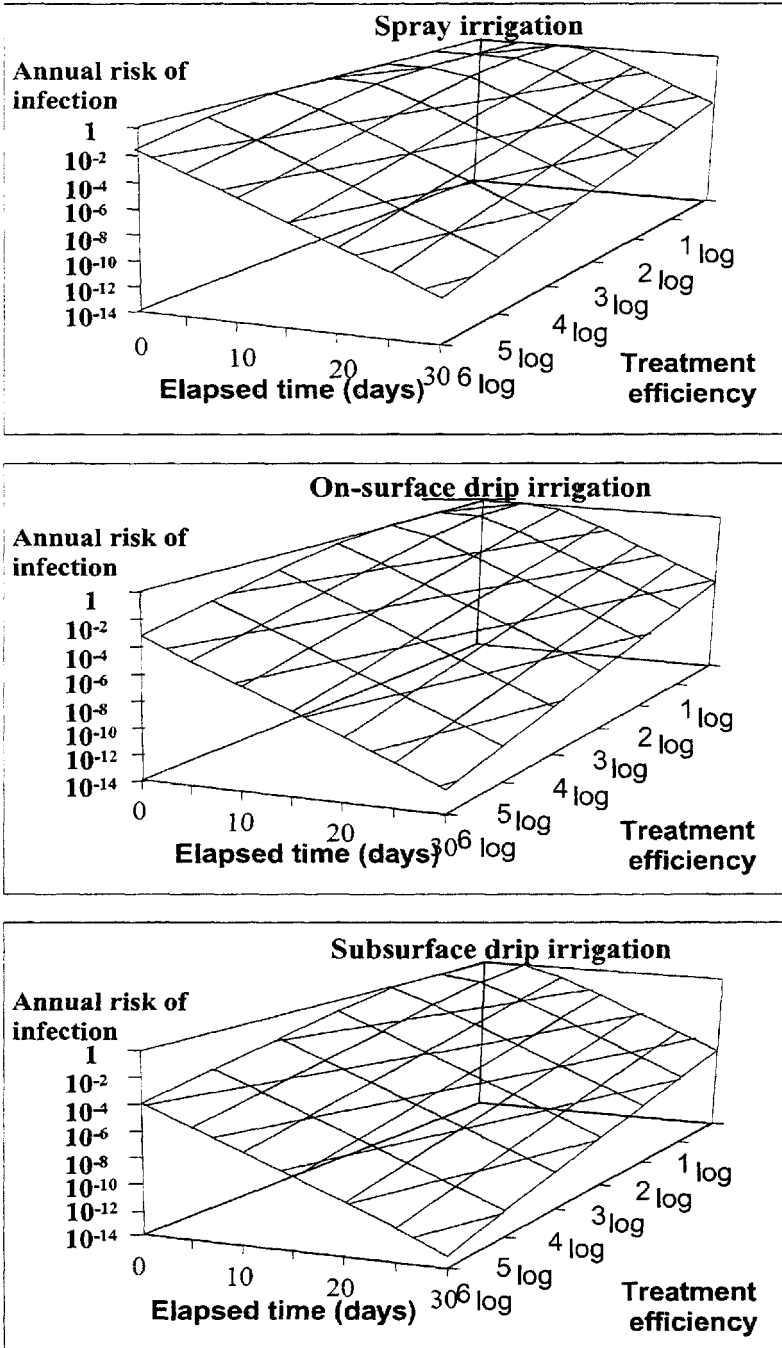 Spray irrigation
Annual risk of
infection
1
10⁻²
10⁻⁴
10⁻⁶
10⁻⁸
10⁻¹⁰
10⁻¹²
10⁻¹⁴
0
10
20
30
Elapsed time (days)
6 log
5 log
4 log
3 log
2 log
1 log
Treatment
efficiency
On-surface drip irrigation
Annual risk of
infection
1
10⁻²
10⁻⁴
10⁻⁶
10⁻⁸
10⁻¹⁰
10⁻¹²
10⁻¹⁴
0
10
20
30
Elapsed time (days)
6 log
5 log
4 log
3 log
2 log
1 log
Treatment
efficiency
Subsurface drip irrigation
Annual risk of
infection
1
10⁻²
10⁻⁴
10⁻⁶
10⁻⁸
10⁻¹⁰
10⁻¹²
10⁻¹⁴
0
10
20
30
Elapsed time (days)
6 log
5 log
4 log
3 log
2 log
1 log
Treatment
efficiency